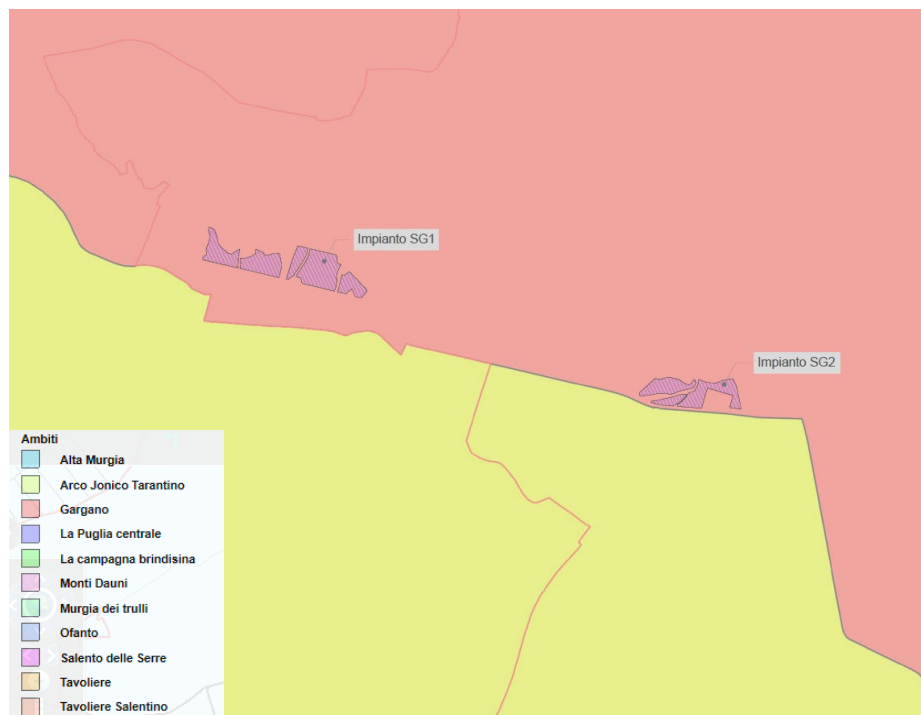 Impianto SG1
Impianto SG2
Ambiti
Alta Murgia
Arco Jonico Tarantino
Gargano
La Puglia centrale
La campagna brindisina
Monti Dauni
Murgia dei trulli
Ofanto
Salento delle Serre
Tavoliere
Tavoliere Salentino